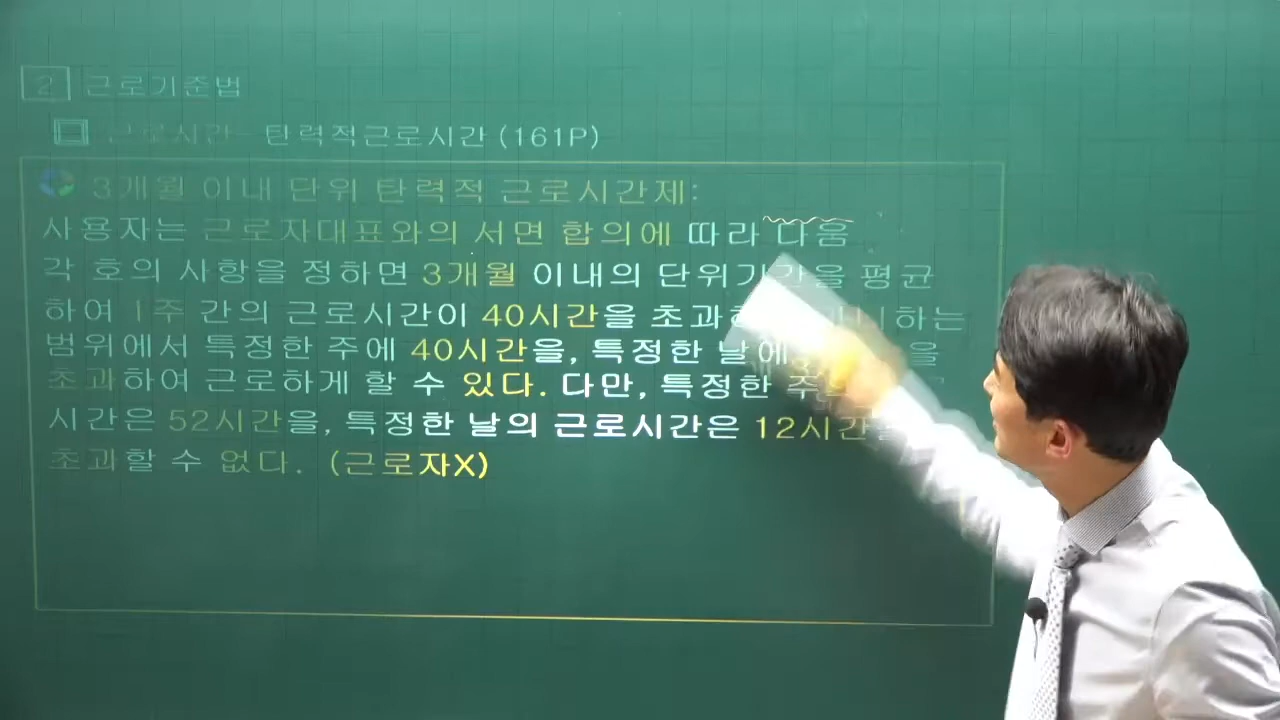 2 근로기준법
근로시간 탄력적근로시간 (161P)
3개월 이내 단위 탄력적 근로시간제:
사용자는 근로자대표와의 서면 합의에 따라 다음
각 호의 사항을 정하면 3개월 이내의 단위기간을 평균
하여 1주 간의 근로시간이 40시간을 초과 하는
범위에서 특정한 주에 40시간을, 특정한 날에 을
초과하여 근로하게 할 수 있다. 다만, 특정한 주
시간은 52시간을, 특정한 날의 근로시간은 12시간을
초과할 수 없다. (근로자X)